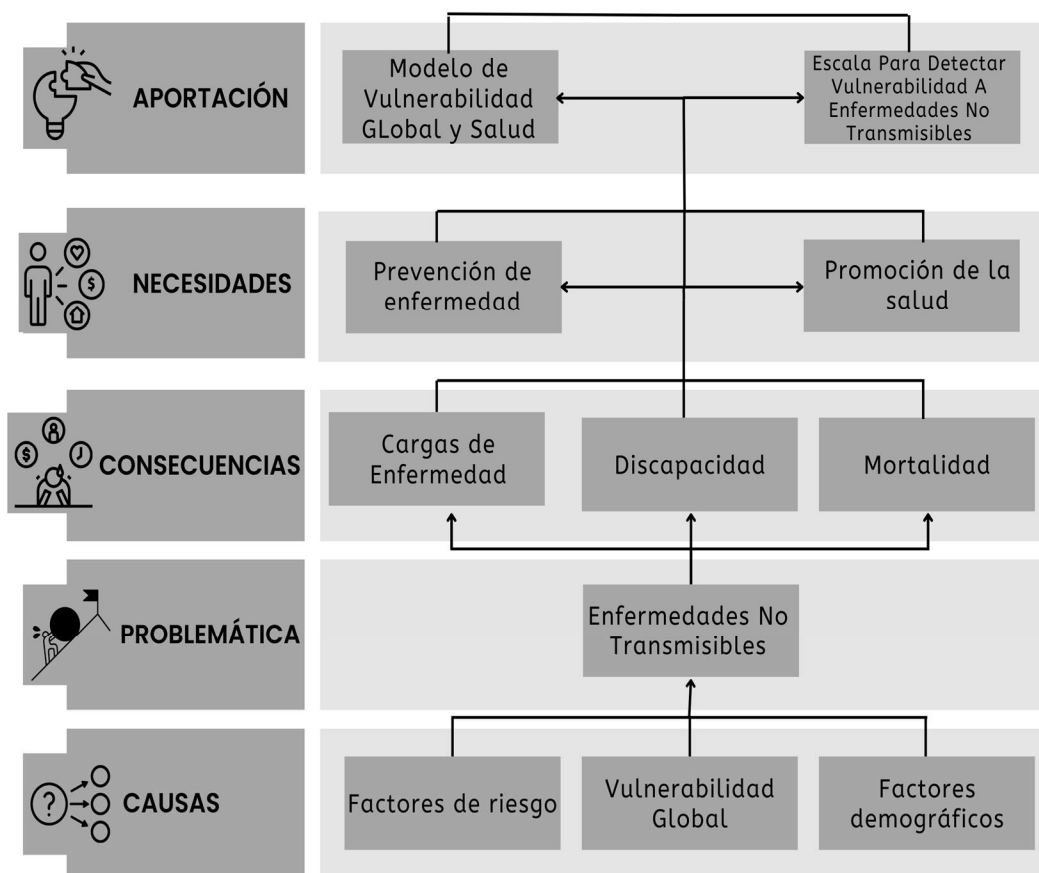 APORTACIÓN
Modelo de
Vulnerabilidad
GLobal y Salud
Escala Para Detectar
Vulnerabilidad A
Enfermedades No
Transmisibles
NECESIDADES
$
Prevención de
enfermedad
Promoción de la
salud
$
CONSECUENCIAS
Cargas de
Enfermedad
Discapacidad
Mortalidad
PROBLEMÁTICA
Enfermedades No
Transmisibles
?
CAUSAS
Factores de riesgo
Vulnerabilidad
Global
Factores
demográficos